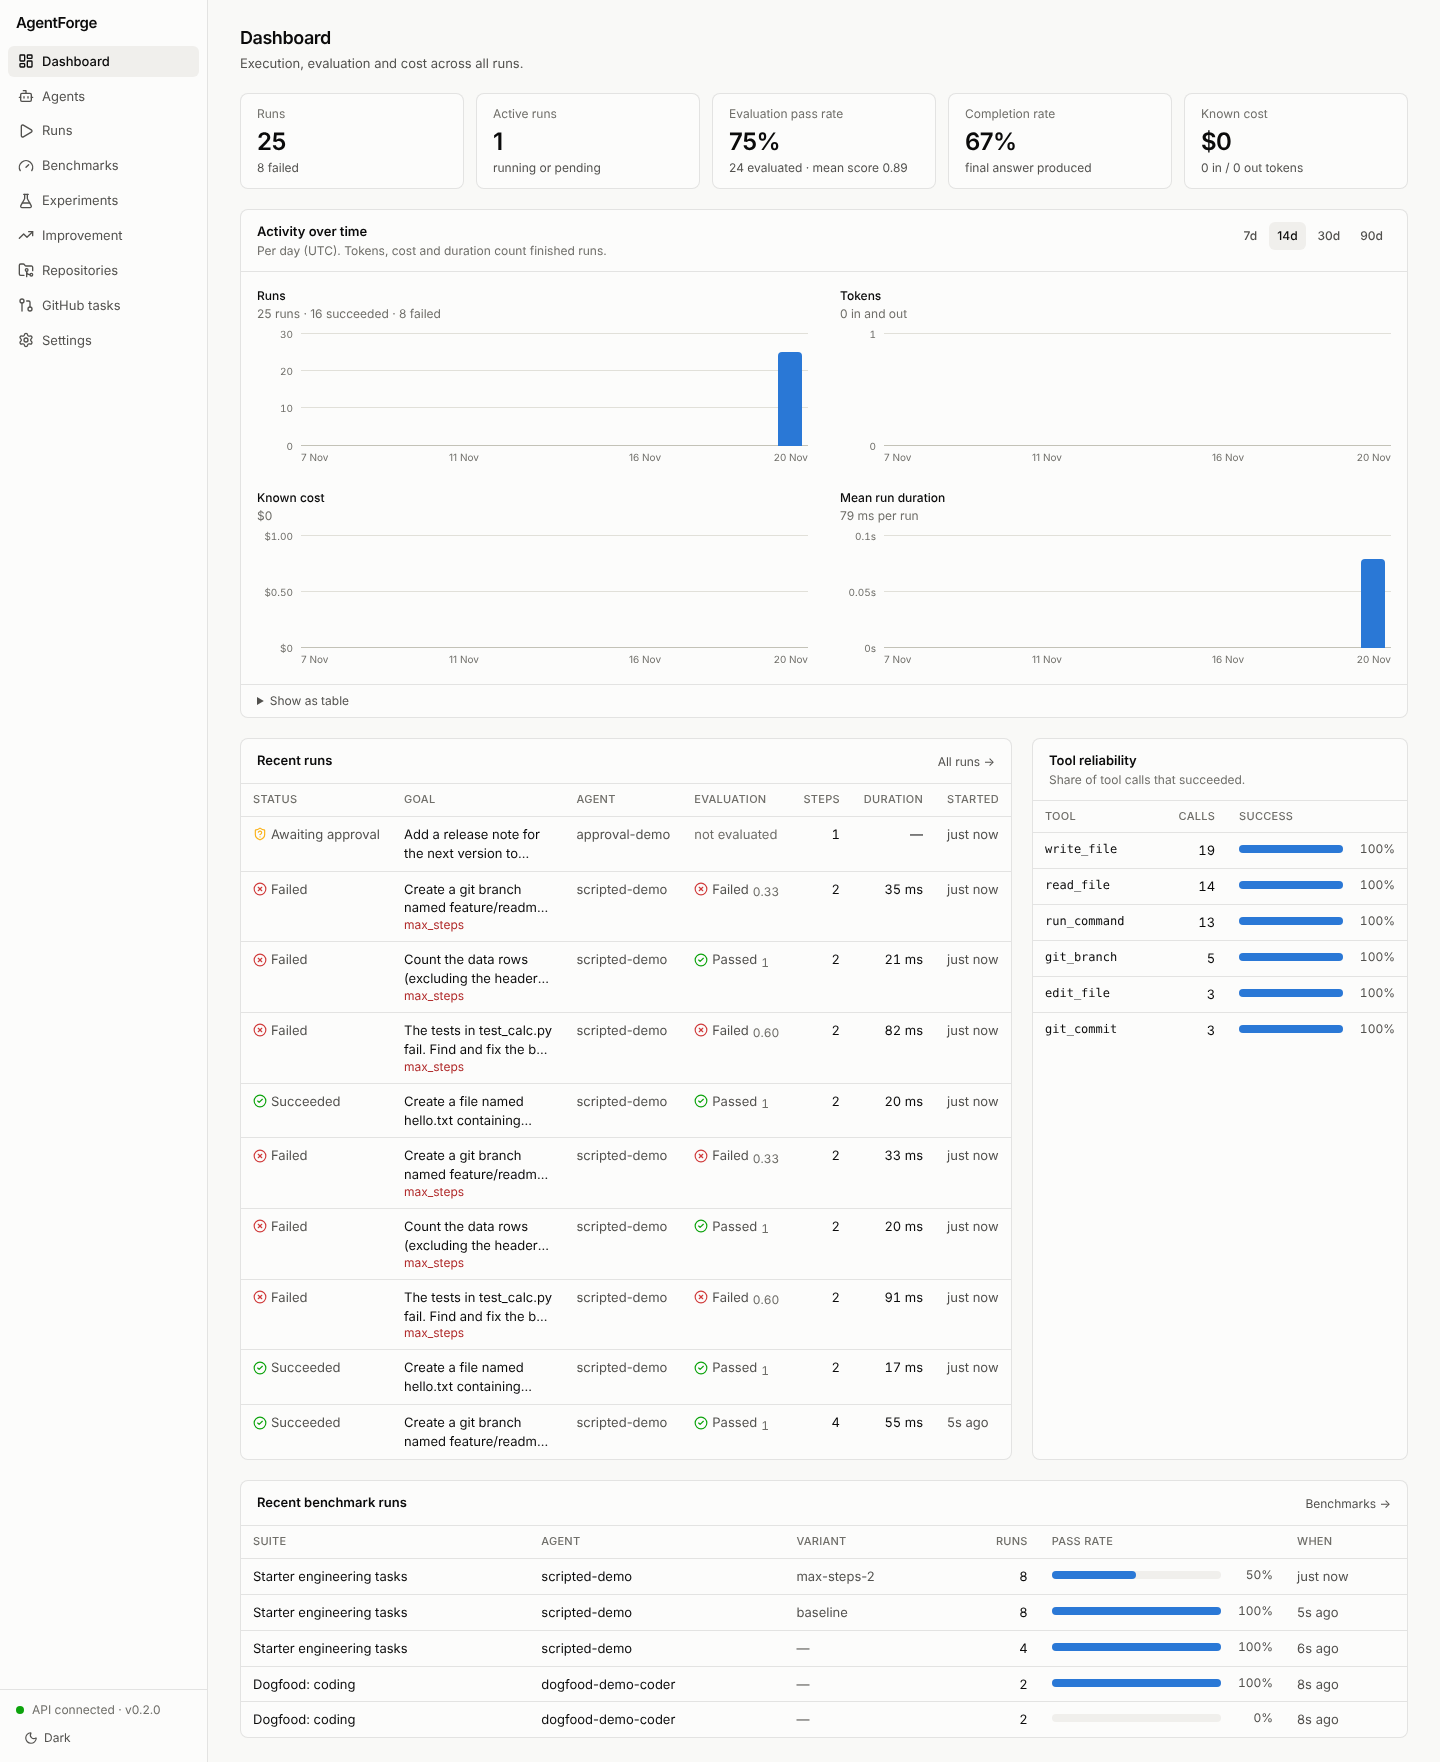 AgentForge
Dashboard
Agents
Runs
Benchmarks
Experiments
Improvement
Repositories
GitHub tasks
Settings
API connected · v0.2.0
Dark
Dashboard
Execution, evaluation and cost across all runs.
Runs
25
8 failed
Active runs
1
running or pending
Evaluation pass rate
75%
24 evaluated · mean score 0.89
Completion rate
67%
final answer produced
Known cost
$0
0 in / 0 out tokens
Activity over time
Per day (UTC). Tokens, cost and duration count finished runs.
7d 14d 30d 90d
Runs
25 runs · 16 succeeded · 8 failed
30
20
10
0
7 Nov 11 Nov 16 Nov 20 Nov
Tokens
0 in and out
1
0
7 Nov 11 Nov 16 Nov 20 Nov
Known cost
$0
$1.00
$0.50
$0
7 Nov 11 Nov 16 Nov 20 Nov
Mean run duration
79 ms per run
0.1s
0.05s
0s
7 Nov 11 Nov 16 Nov 20 Nov
▶ Show as table
Recent runs
All runs →
STATUS GOAL AGENT EVALUATION STEPS DURATION STARTED
Awaiting approval Add a release note for approval-demo not evaluated 1 — just now
the next version to...
Failed Create a git branch scripted-demo Failed 0.33 2 35 ms just now
named feature/readm...
max_steps
Failed Count the data rows scripted-demo Passed 1 2 21 ms just now
(excluding the header...
max_steps
Failed The tests in test_calc.py scripted-demo Failed 0.60 2 82 ms just now
fail. Find and fix the b...
max_steps
Succeeded Create a file named scripted-demo Passed 1 2 20 ms just now
hello.txt containing...
Failed Create a git branch scripted-demo Failed 0.33 2 33 ms just now
named feature/readm...
max_steps
Failed Count the data rows scripted-demo Passed 1 2 20 ms just now
(excluding the header...
max_steps
Failed The tests in test_calc.py scripted-demo Failed 0.60 2 91 ms just now
fail. Find and fix the b...
max_steps
Succeeded Create a file named scripted-demo Passed 1 2 17 ms just now
hello.txt containing...
Succeeded Create a git branch scripted-demo Passed 1 4 55 ms 5s ago
named feature/readm...
Tool reliability
Share of tool calls that succeeded.
TOOL CALLS SUCCESS
write_file 19 100%
read_file 14 100%
run_command 13 100%
git_branch 5 100%
edit_file 3 100%
git_commit 3 100%
Recent benchmark runs
Benchmarks →
SUITE AGENT VARIANT RUNS PASS RATE WHEN
Starter engineering tasks scripted-demo max-steps-2 8 50% just now
Starter engineering tasks scripted-demo baseline 8 100% 5s ago
Starter engineering tasks scripted-demo — 4 100% 6s ago
Dogfood: coding dogfood-demo-coder — 2 100% 8s ago
Dogfood: coding dogfood-demo-coder — 2 0% 8s ago